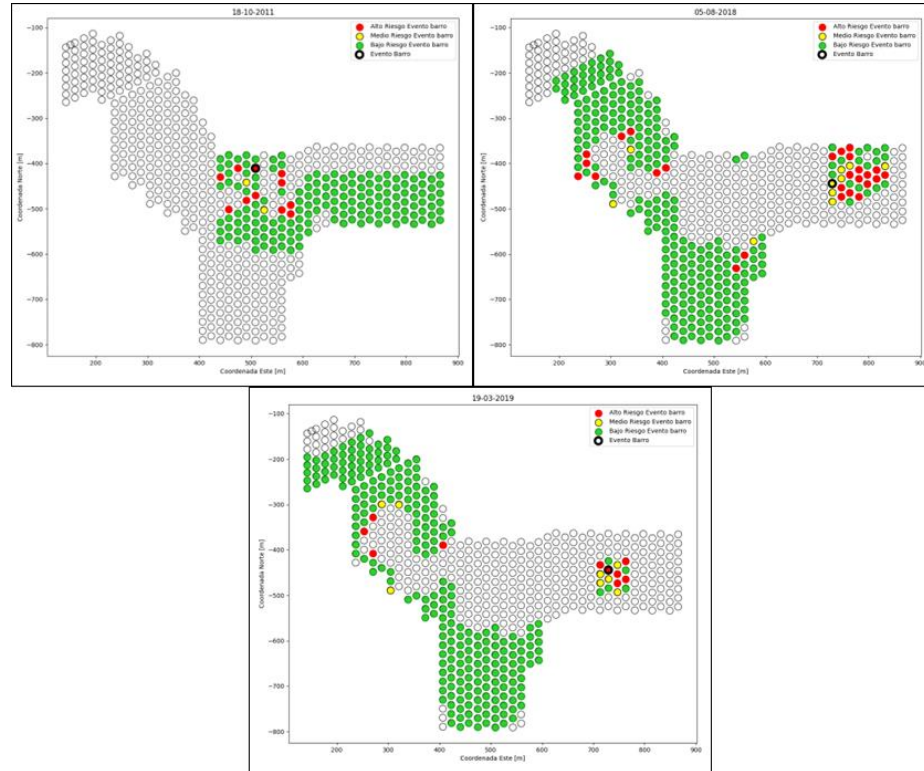 18-10-2011
Alto Riesgo Evento barro
Medio Riesgo Evento barro
Bajo Riesgo Evento barro
Evento Barro
Coordenada Norte [m]
−100
−200
−300
−400
−500
−600
−700
−800
200 300 400 500 600 700 800 900
Coordenada Este [m]
05-08-2018
Alto Riesgo Evento barro
Medio Riesgo Evento barro
Bajo Riesgo Evento barro
Evento Barro
Coordenada Norte [m]
−100
−200
−300
−400
−500
−600
−700
−800
200 300 400 500 600 700 800 900
Coordenada Este [m]
19-03-2019
Alto Riesgo Evento barro
Medio Riesgo Evento barro
Bajo Riesgo Evento barro
Evento Barro
Coordenada Norte [m]
−100
−200
−300
−400
−500
−600
−700
−800
200 300 400 500 600 700 800 900
Coordenada Este [m]